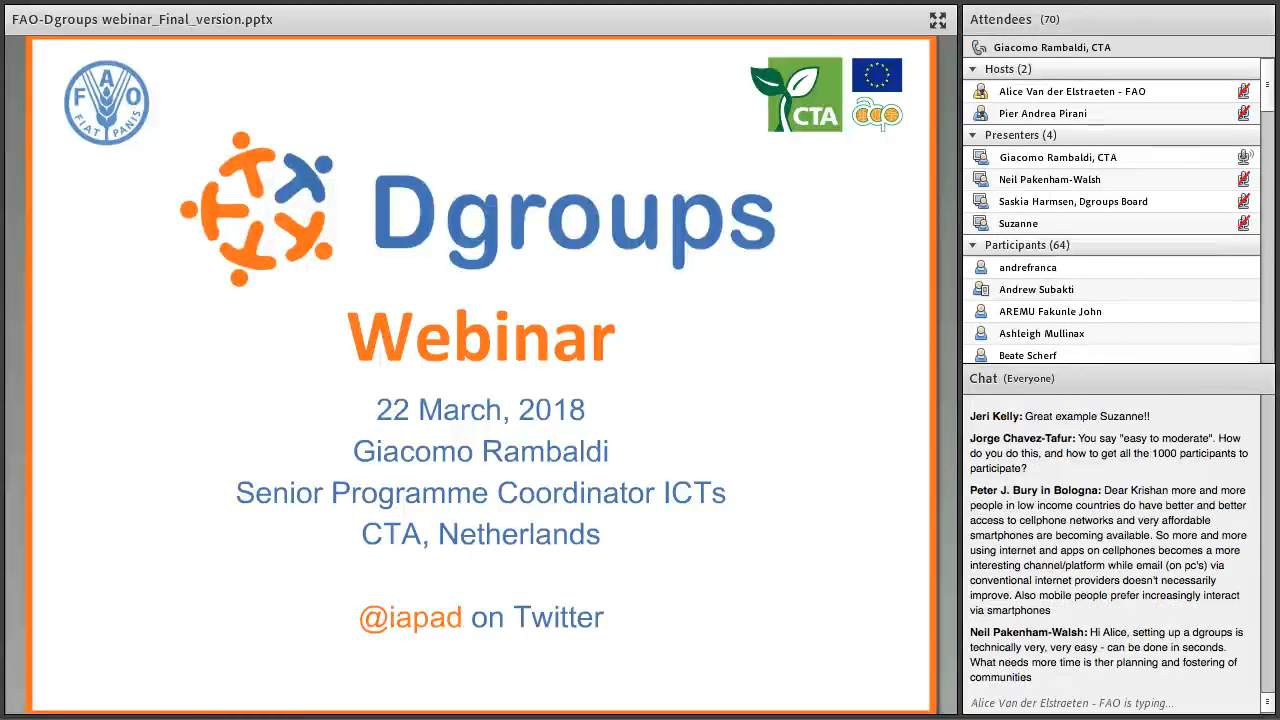 FAO-Dgroups webinar_Final_version.pptx
FAO
FIAT PANIS
CTA
acp
Dgroups
Webinar
22 March, 2018
Giacomo Rambaldi
Senior Programme Coordinator ICTs
CTA, Netherlands
@iapad on Twitter
Attendees (70)
Giacomo Rambaldi, CTA
Hosts (2)
Alice Van der Elstraeten - FAO
Pier Andrea Pirani
Presenters (4)
Giacomo Rambaldi, CTA
Neil Pakenham-Walsh
Saskia Harmsen, Dgroups Board
Suzanne
Participants (64)
andrefranca
Andrew Subakti
AREMU Fakunle John
Ashleigh Mullinax
Beate Scherf
Chat (Everyone)
Jeri Kelly: Great example Suzanne!!
Jorge Chavez-Tafur: You say "easy to moderate". How
do you do this, and how to get all the 1000 participants to
participate?
Peter J. Bury in Bologna: Dear Krishan more and more
people in low income countries do have better and better
access to cellphone networks and very affordable
smartphones are becoming available. So more and more
using internet and apps on cellphones becomes a more
interesting channel/platform while email (on pc's) via
conventional internet providers doesn't necessarily
improve. Also mobile people prefer increasingly interact
via smartphones
Neil Pakenham-Walsh: Hi Alice, setting up a dgroups is
technically very, very easy - can be done in seconds.
What needs more time is ther planning and fostering of
communities
Alice Van der Elstraeten - FAO is typing...